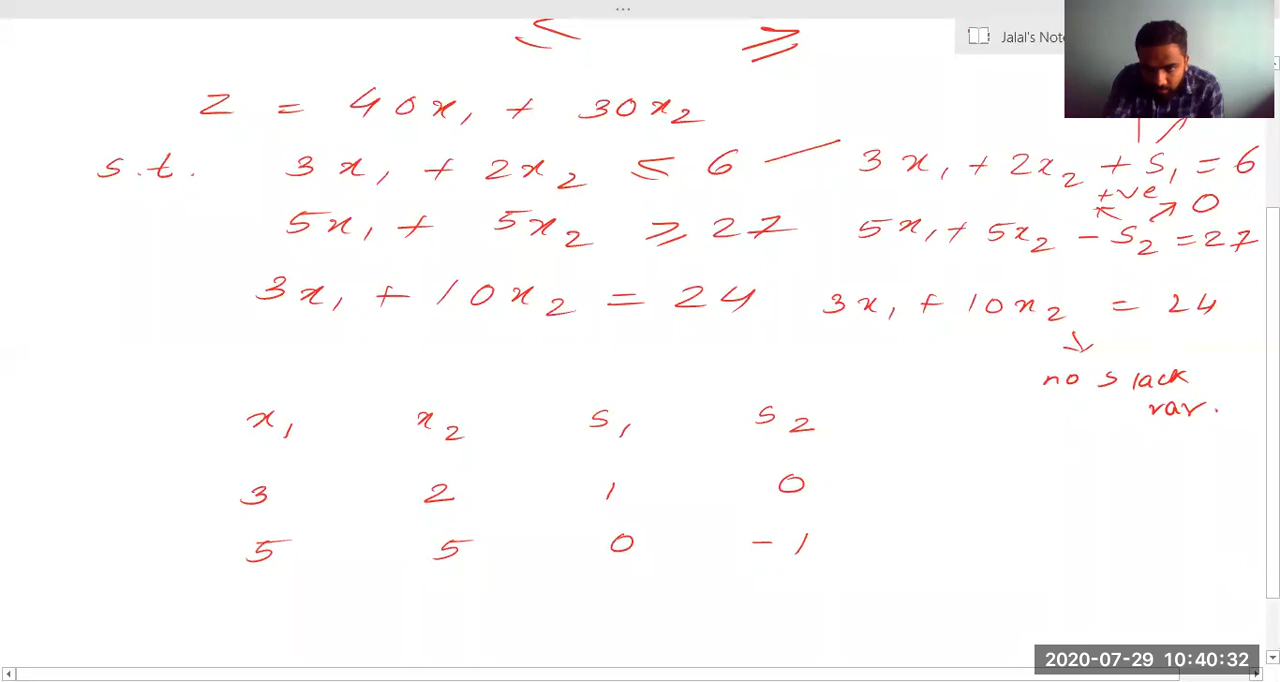 ...
≤ ≥
Jalal's Note
Z = 40x₁ + 30x₂
s.t. 3x₁ + 2x₂ ≤ 6 3x₁ + 2x₂ + S₁ = 6
+ve 0
5x₁ + 5x₂ ≥ 27 5x₁ + 5x₂ - S₂ = 27
3x₁ + 10x₂ = 24 3x₁ + 10x₂ = 24
no slack
var.
x₁ x₂ S₁ S₂
3 2 1 0
5 5 0 -1
2020-07-29 10:40:32